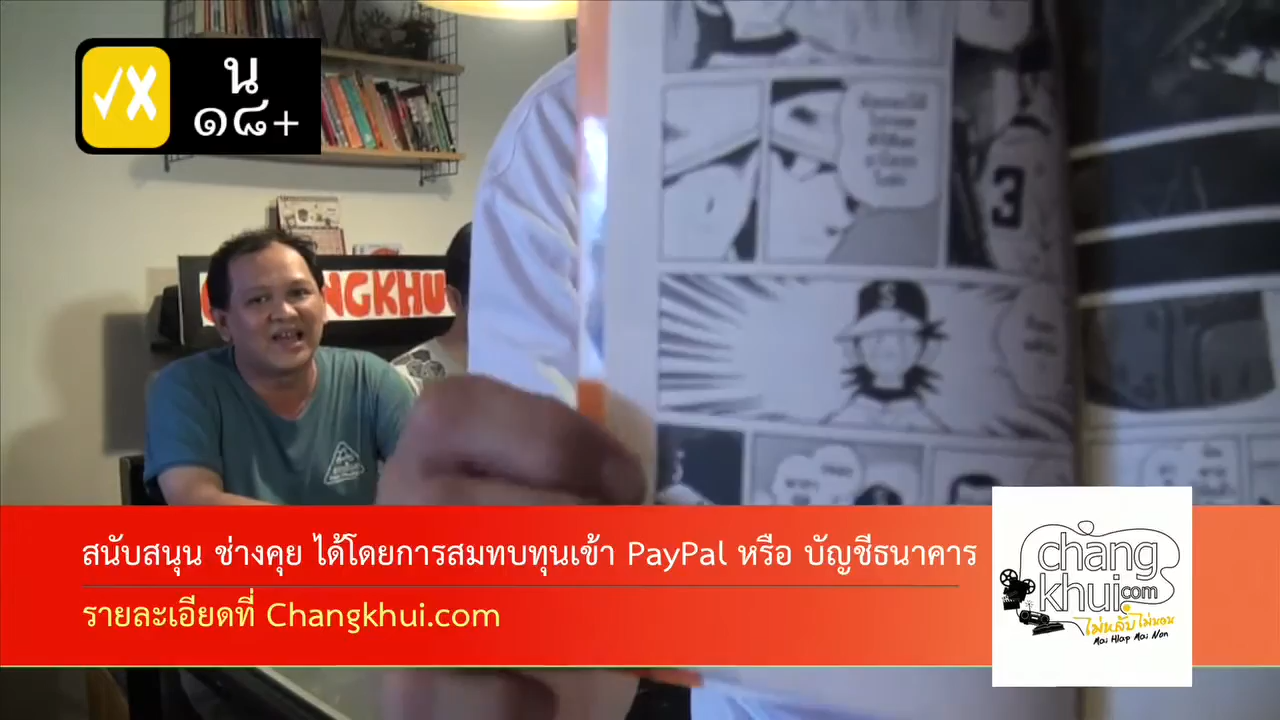 √X
น
๑๘+
CHANGKHU
3
S
สนับสนุน ช่างคุย ได้โดยการสมทบทุนเข้า PayPal หรือ บัญชีธนาคาร
รายละเอียดที่ Changkhui.com
chang
khui.com
ไม่หลับไม่นอน
Mai Hlap Mai Non